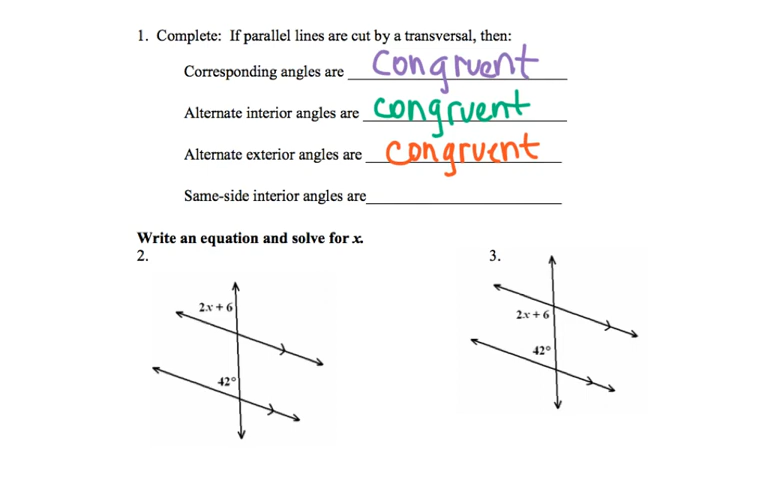 1. Complete: If parallel lines are cut by a transversal, then:
Corresponding angles are congruent
Alternate interior angles are congruent
Alternate exterior angles are congruent
Same-side interior angles are
Write an equation and solve for x.
2.
3.
2x + 6
42°
2x + 6
42°